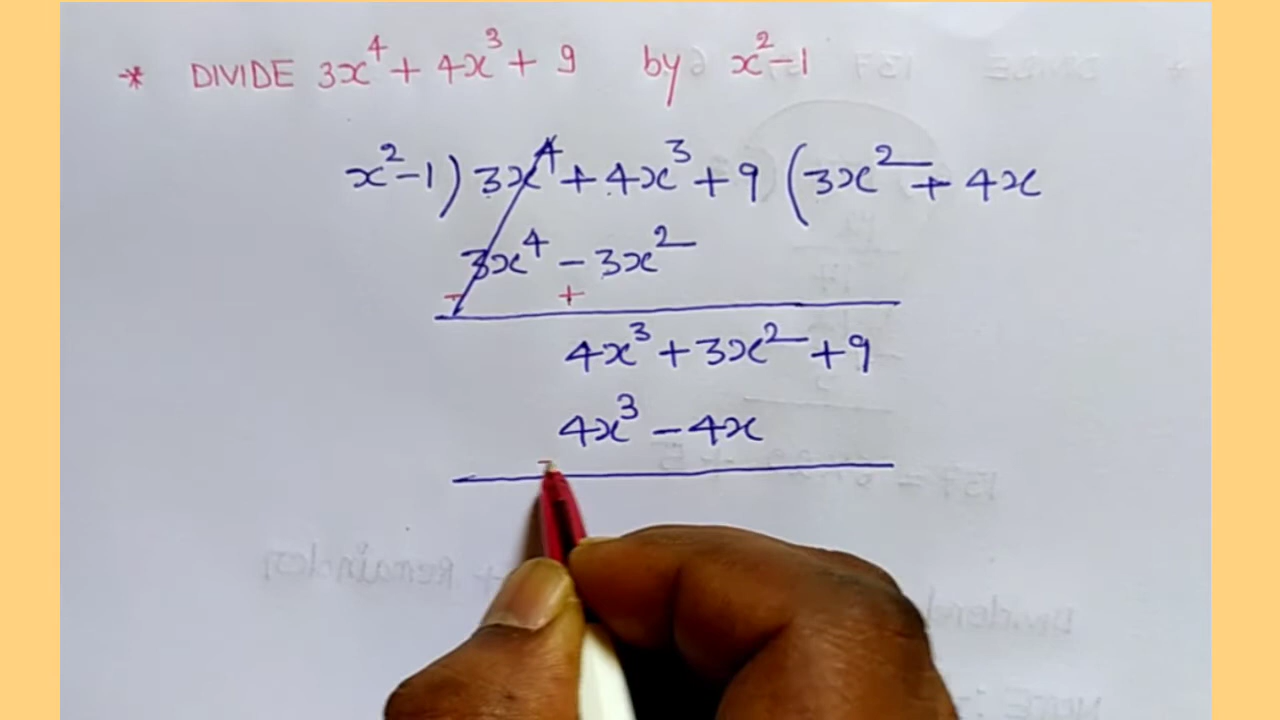 * DIVIDE 3x⁴ + 4x³ + 9 by x² - 1
x² - 1 ) 3x⁴ + 4x³ + 9 ( 3x² + 4x
3x⁴ - 3x²
- +
4x³ + 3x² + 9
4x³ - 4x
-